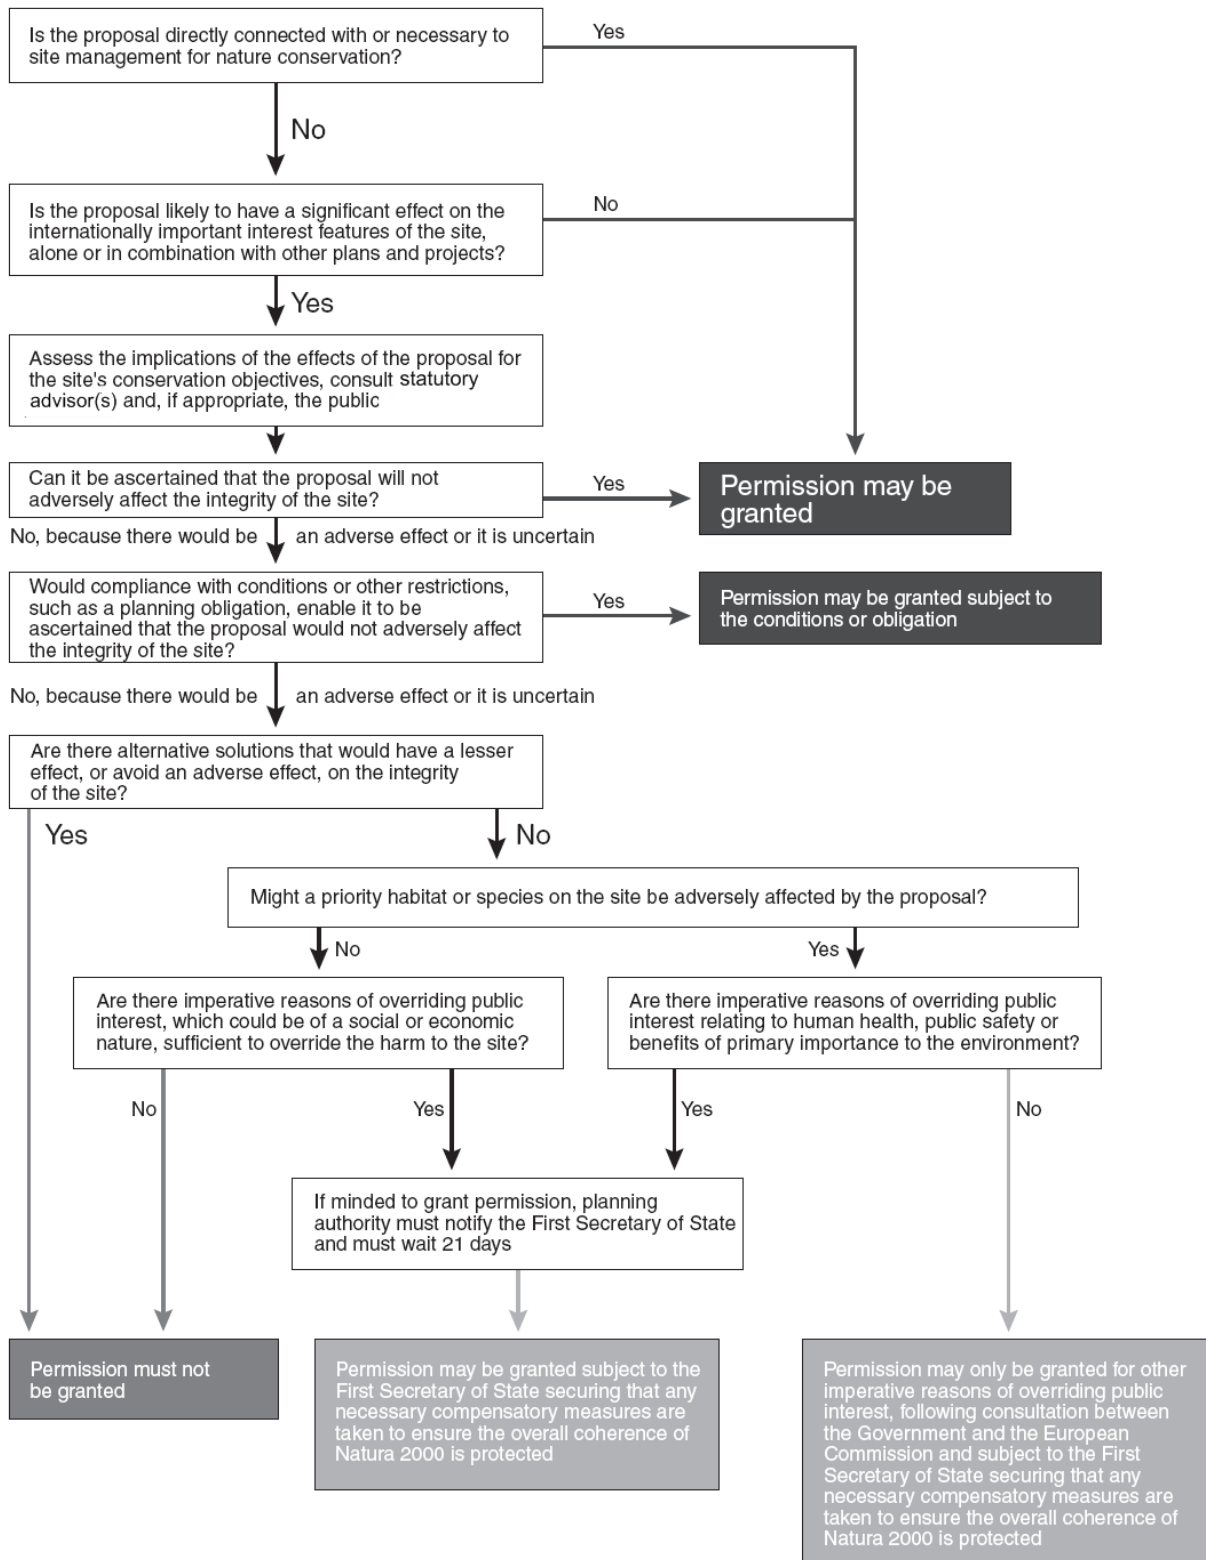 Is the proposal directly connected with or necessary to
site management for nature conservation?
Yes
No
Is the proposal likely to have a significant effect on the
internationally important interest features of the site,
alone or in combination with other plans and projects?
No
Yes
Assess the implications of the effects of the proposal for
the site's conservation objectives, consult statutory
advisor(s) and, if appropriate, the public
Can it be ascertained that the proposal will not
adversely affect the integrity of the site?
Yes
Permission may be
granted
No, because there would be an adverse effect or it is uncertain
Would compliance with conditions or other restrictions,
such as a planning obligation, enable it to be
ascertained that the proposal would not adversely affect
the integrity of the site?
Yes
Permission may be granted subject to
the conditions or obligation
No, because there would be an adverse effect or it is uncertain
Are there alternative solutions that would have a lesser
effect, or avoid an adverse effect, on the integrity
of the site?
Yes
No
Might a priority habitat or species on the site be adversely affected by the proposal?
No
Yes
Are there imperative reasons of overriding public
interest, which could be of a social or economic
nature, sufficient to override the harm to the site?
Are there imperative reasons of overriding public
interest relating to human health, public safety or
benefits of primary importance to the environment?
No
Yes
Yes
No
If minded to grant permission, planning
authority must notify the First Secretary of State
and must wait 21 days
Permission must not
be granted
Permission may be granted subject to the
First Secretary of State securing that any
necessary compensatory measures are
taken to ensure the overall coherence of
Natura 2000 is protected
Permission may only be granted for other
imperative reasons of overriding public
interest, following consultation between
the Government and the European
Commission and subject to the First
Secretary of State securing that any
necessary compensatory measures are
taken to ensure the overall coherence of
Natura 2000 is protected